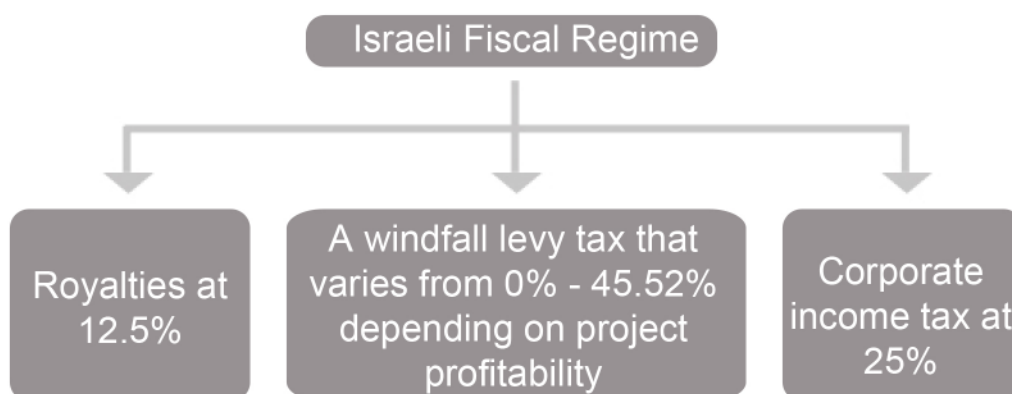 Israeli Fiscal Regime
Royalties at
12.5%
A windfall levy tax that
varies from 0% - 45.52%
depending on project
profitability
Corporate
income tax at
25%